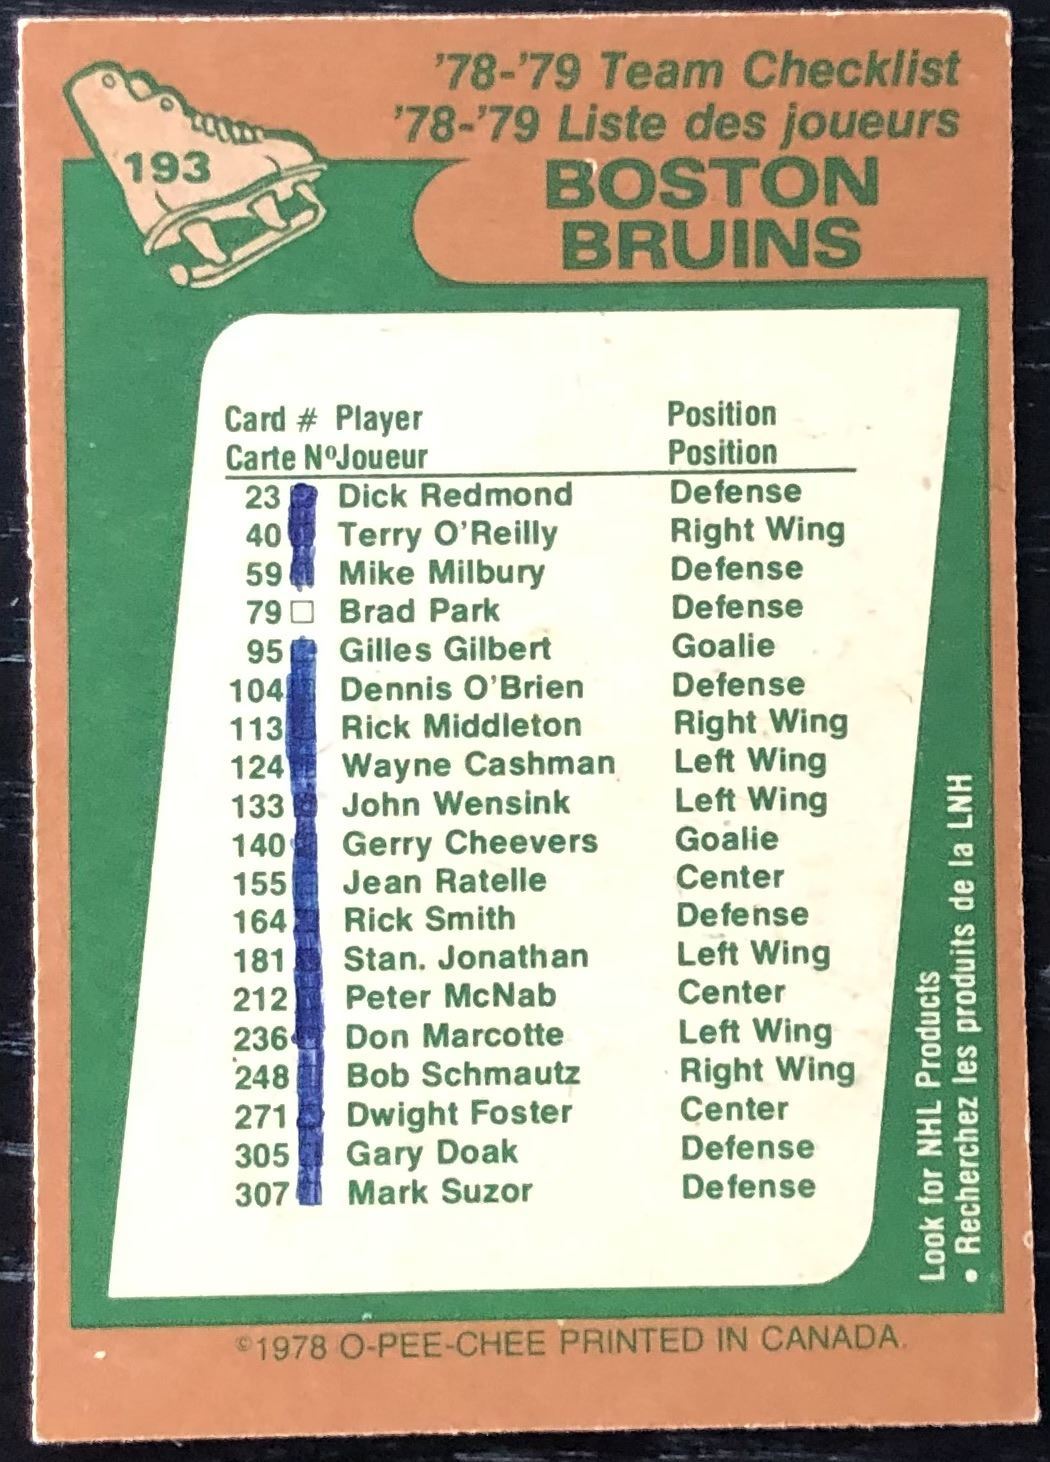 193
'78-'79 Team Checklist
'78-'79 Liste des joueurs
BOSTON
BRUINS
Card # Player Position
Carte Nº Joueur Position
23 Dick Redmond Defense
40 Terry O'Reilly Right Wing
59 Mike Milbury Defense
79 □ Brad Park Defense
95 Gilles Gilbert Goalie
104 Dennis O'Brien Defense
113 Rick Middleton Right Wing
124 Wayne Cashman Left Wing
133 John Wensink Left Wing
140 Gerry Cheevers Goalie
155 Jean Ratelle Center
164 Rick Smith Defense
181 Stan. Jonathan Left Wing
212 Peter McNab Center
236 Don Marcotte Left Wing
248 Bob Schmautz Right Wing
271 Dwight Foster Center
305 Gary Doak Defense
307 Mark Suzor Defense
Look for NHL Products
• Recherchez les produits de la LNH
©1978 O-PEE-CHEE PRINTED IN CANADA.